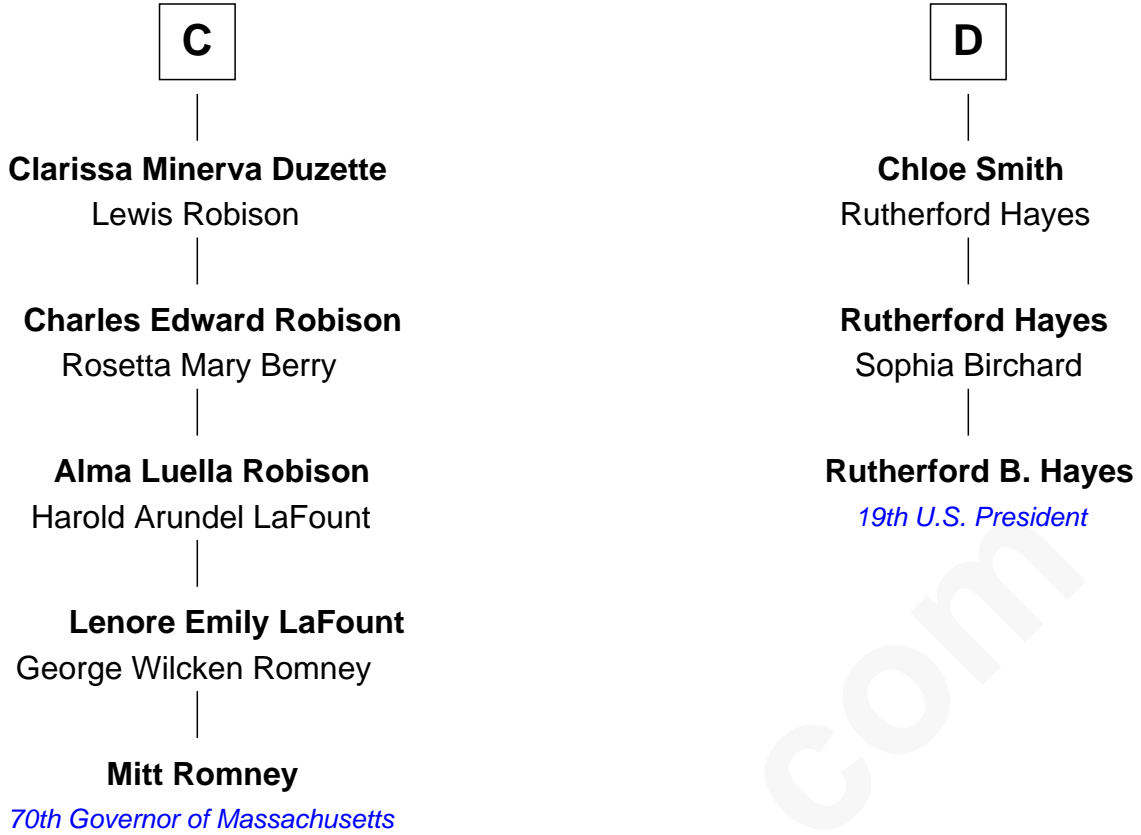 C
Clarissa Minerva Duzette
Lewis Robison
Charles Edward Robison
Rosetta Mary Berry
Alma Luella Robison
Harold Arundel LaFount
Lenore Emily LaFount
George Wilcken Romney
Mitt Romney
70th Governor of Massachusetts
D
Chloe Smith
Rutherford Hayes
Rutherford Hayes
Sophia Birchard
Rutherford B. Hayes
19th U.S. President
com